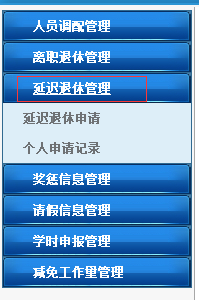 人员调配管理
离职退休管理
延迟退休管理
延迟退休申请
个人申请记录
奖惩信息管理
请假信息管理
学时申报管理
减免工作量管理